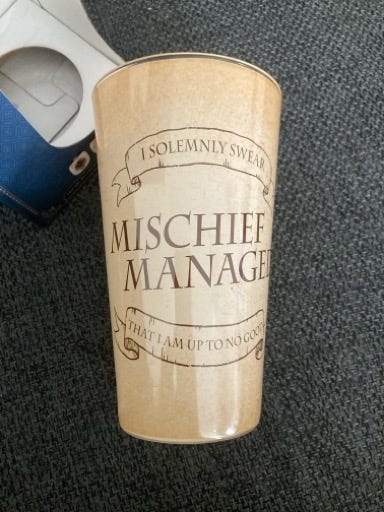 I SOLEMNLY SWEAR
MISCHIEF
MANAGED
THAT I AM UP TO NO GOOD